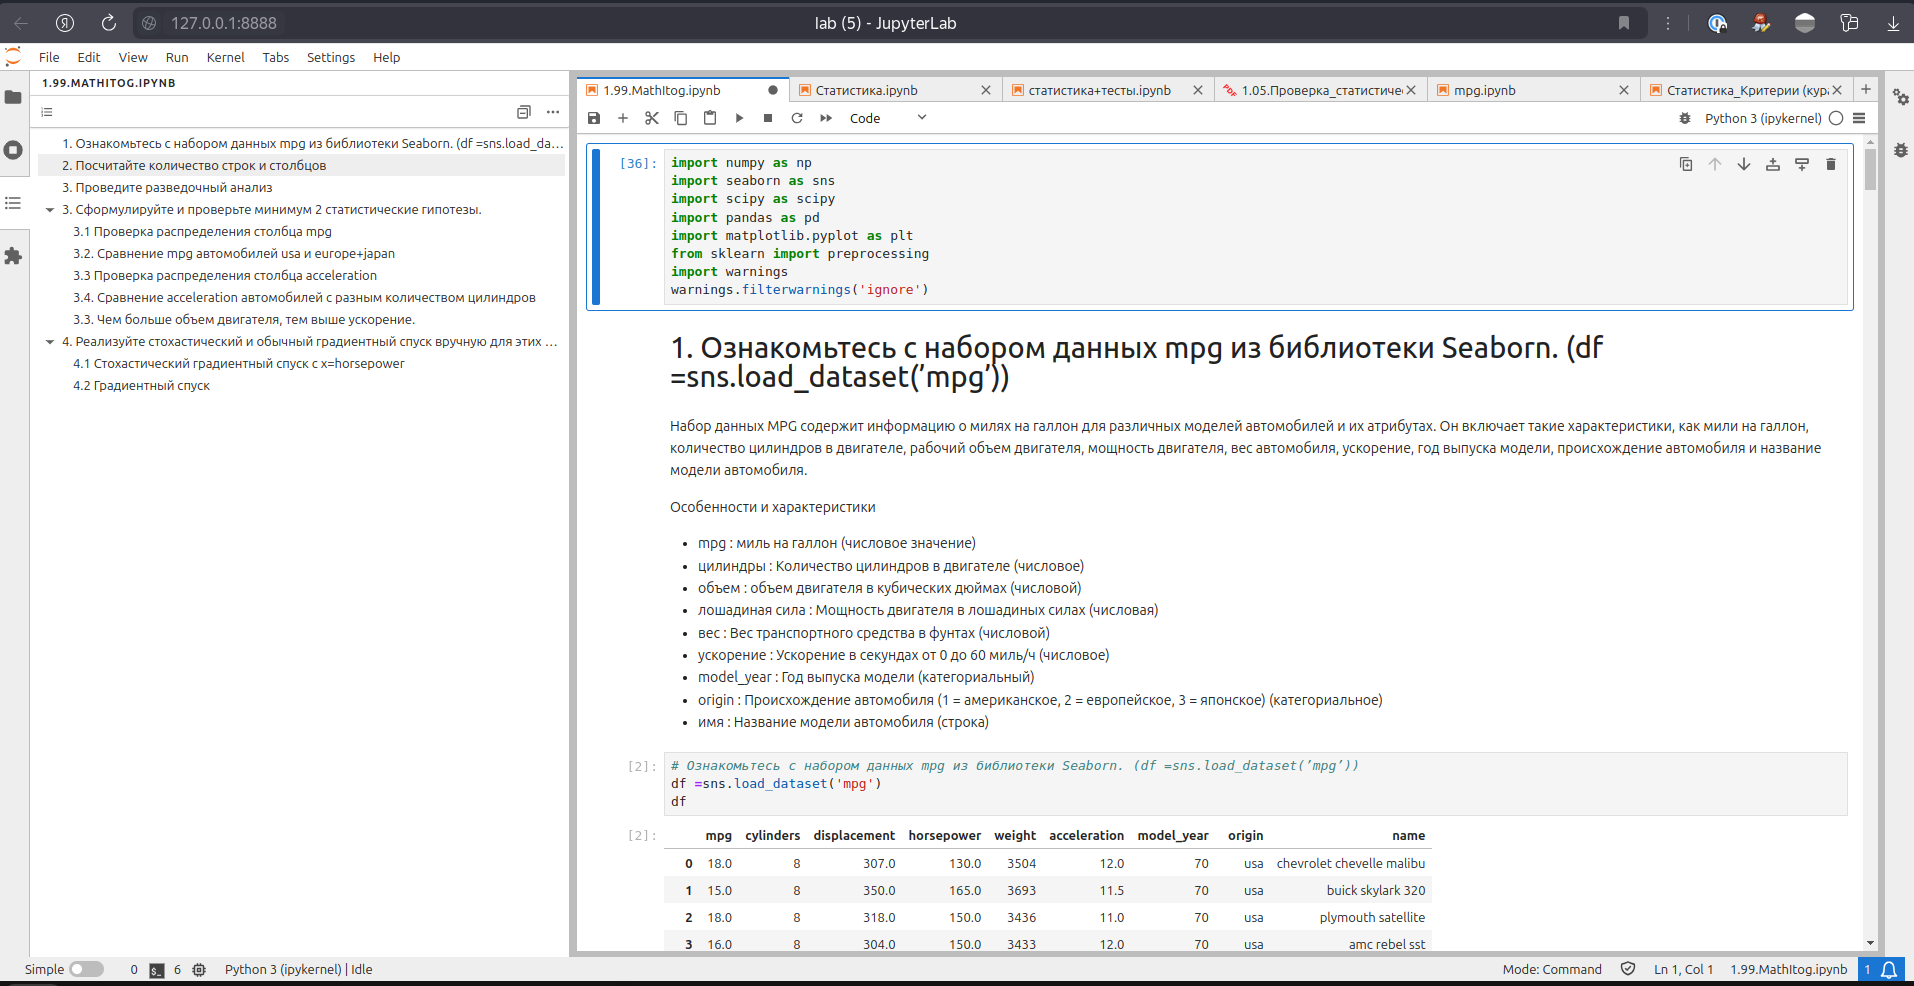 127.0.0.1:8888
lab (5) - JupyterLab
File Edit View Run Kernel Tabs Settings Help
1.99.MATHITOG.IPYNB
1. Ознакомьтесь с набором данных mpg из библиотеки Seaborn. (df =sns.load_da...
2. Посчитайте количество строк и столбцов
3. Проведите разведочный анализ
3. Сформулируйте и проверьте минимум 2 статистические гипотезы.
3.1 Проверка распределения столбца mpg
3.2. Сравнение mpg автомобилей usa и europe+japan
3.3 Проверка распределения столбца acceleration
3.4. Сравнение acceleration автомобилей с разным количеством цилиндров
3.3. Чем больше объем двигателя, тем выше ускорение.
4. Реализуйте стохастический и обычный градиентный спуск вручную для этих ...
4.1 Стохастический градиентный спуск с x=horsepower
4.2 Градиентный спуск
1.99.MathItog.ipynb
Статистика.ipynb
статистика+тесты.ipynb
1.05.Проверка_статистиче
mpg.ipynb
Статистика_Критерии (кур
Code
Python 3 (ipykernel)
[36]:
import numpy as np
import seaborn as sns
import scipy as scipy
import pandas as pd
import matplotlib.pyplot as plt
from sklearn import preprocessing
import warnings
warnings.filterwarnings('ignore')
1. Ознакомьтесь с набором данных mpg из библиотеки Seaborn. (df
=sns.load_dataset(’mpg’))
Набор данных MPG содержит информацию о милях на галлон для различных моделей автомобилей и их атрибутах. Он включает такие характеристики, как мили на галлон,
количество цилиндров в двигателе, рабочий объем двигателя, мощность двигателя, вес автомобиля, ускорение, год выпуска модели, происхождение автомобиля и название
модели автомобиля.
Особенности и характеристики
• mpg : миль на галлон (числовое значение)
• цилиндры : Количество цилиндров в двигателе (числовое)
• объем : объем двигателя в кубических дюймах (числовой)
• лошадиная сила : Мощность двигателя в лошадиных силах (числовая)
• вес : Вес транспортного средства в фунтах (числовой)
• ускорение : Ускорение в секундах от 0 до 60 миль/ч (числовое)
• model_year : Год выпуска модели (категориальный)
• origin : Происхождение автомобиля (1 = американское, 2 = европейское, 3 = японское) (категориальное)
• имя : Название модели автомобиля (строка)
[2]:
# Ознакомьтесь с набором данных mpg из библиотеки Seaborn. (df =sns.load_dataset(’mpg’))
df =sns.load_dataset('mpg')
df
[2]:
mpg cylinders displacement horsepower weight acceleration model_year origin name
0 18.0 8 307.0 130.0 3504 12.0 70 usa chevrolet chevelle malibu
1 15.0 8 350.0 165.0 3693 11.5 70 usa buick skylark 320
2 18.0 8 318.0 150.0 3436 11.0 70 usa plymouth satellite
3 16.0 8 304.0 150.0 3433 12.0 70 usa amc rebel sst
Simple 0 6 Python 3 (ipykernel) | Idle
Mode: Command Ln 1, Col 1 1.99.MathItog.ipynb 1